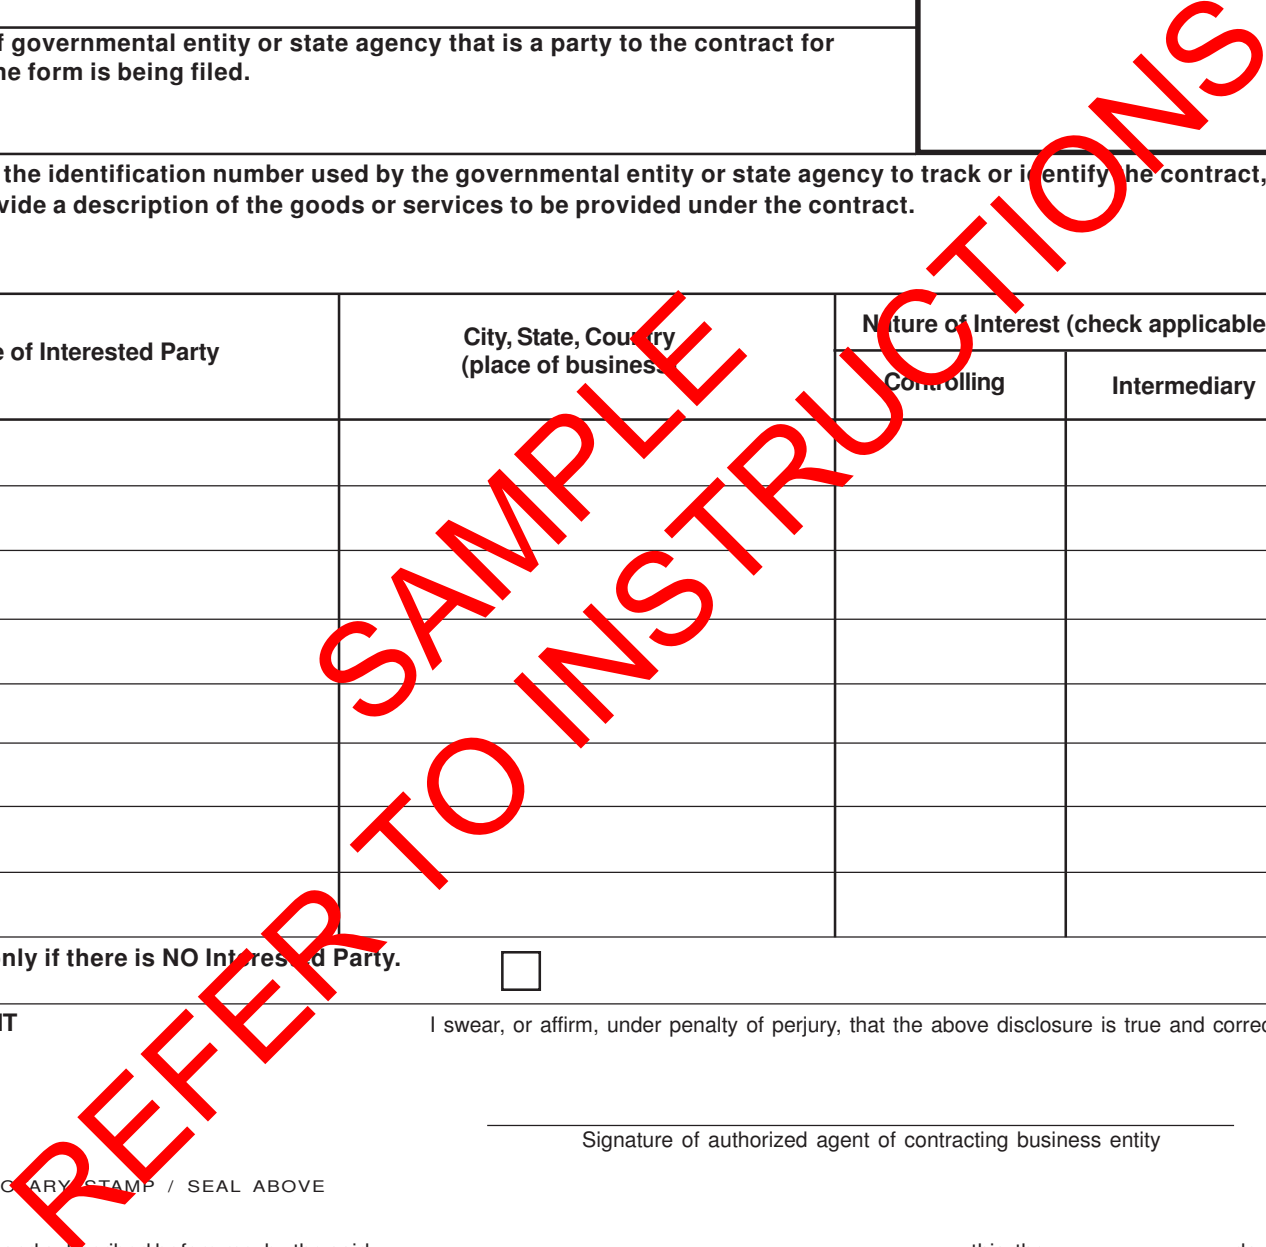 f governmental entity or state agency that is a party to the contract for
he form is being filed.
the identification number used by the governmental entity or state agency to track or identify the contract,
vide a description of the goods or services to be provided under the contract.
e of Interested Party
City, State, Country
(place of business)
Nature of Interest (check applicable
Controlling
Intermediary
SAMPLE
REFER TO INSTRUCTIONS
nly if there is NO Interested Party.
IT
I swear, or affirm, under penalty of perjury, that the above disclosure is true and correc
Signature of authorized agent of contracting business entity
OTARY STAMP / SEAL ABOVE